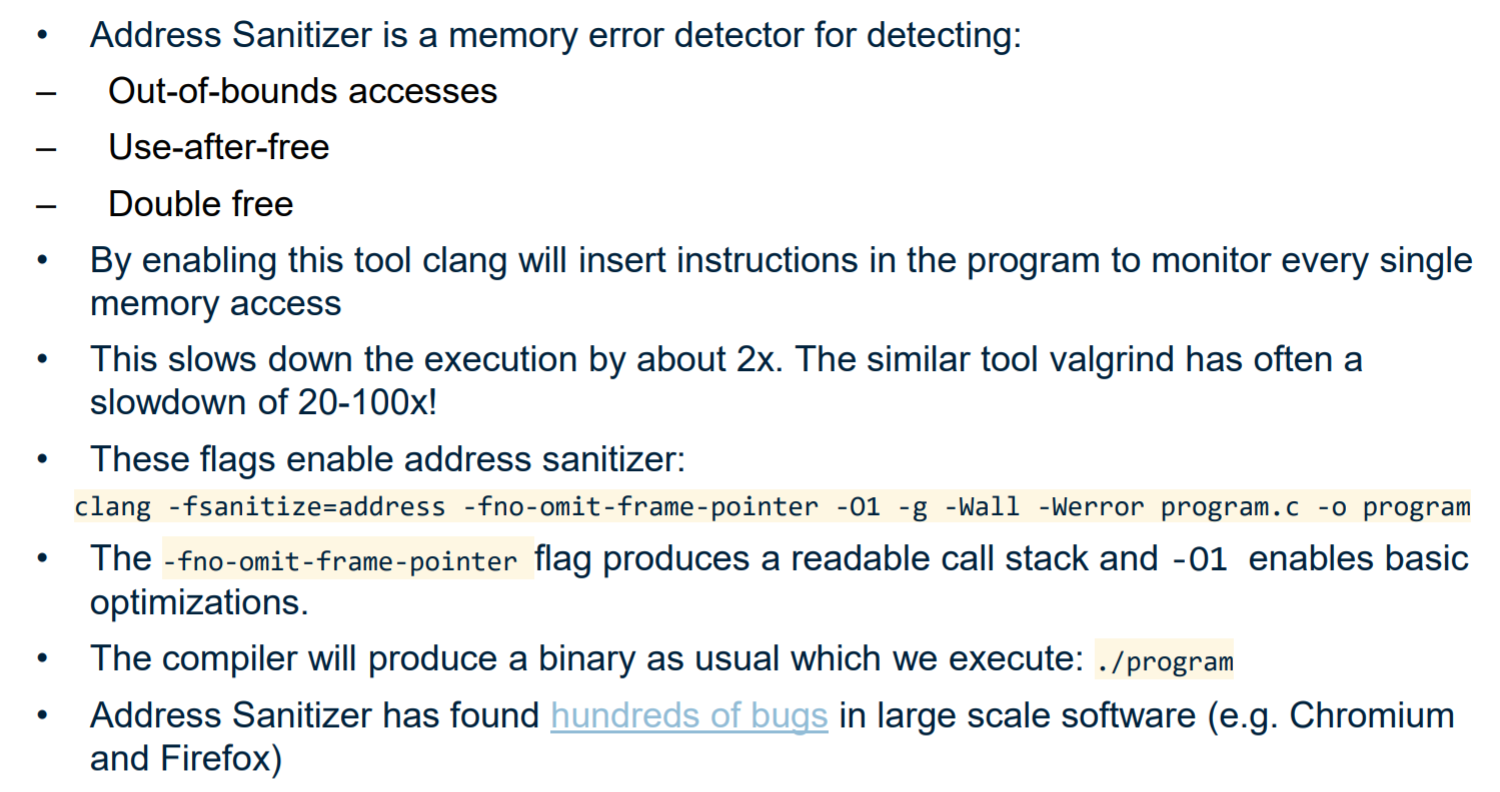 • Address Sanitizer is a memory error detector for detecting:
– Out-of-bounds accesses
– Use-after-free
– Double free
• By enabling this tool clang will insert instructions in the program to monitor every single
memory access
• This slows down the execution by about 2x. The similar tool valgrind has often a
slowdown of 20-100x!
• These flags enable address sanitizer:
clang -fsanitize=address -fno-omit-frame-pointer -O1 -g -Wall -Werror program.c -o program
• The -fno-omit-frame-pointer flag produces a readable call stack and -O1 enables basic
optimizations.
• The compiler will produce a binary as usual which we execute: ./program
• Address Sanitizer has found hundreds of bugs in large scale software (e.g. Chromium
and Firefox)